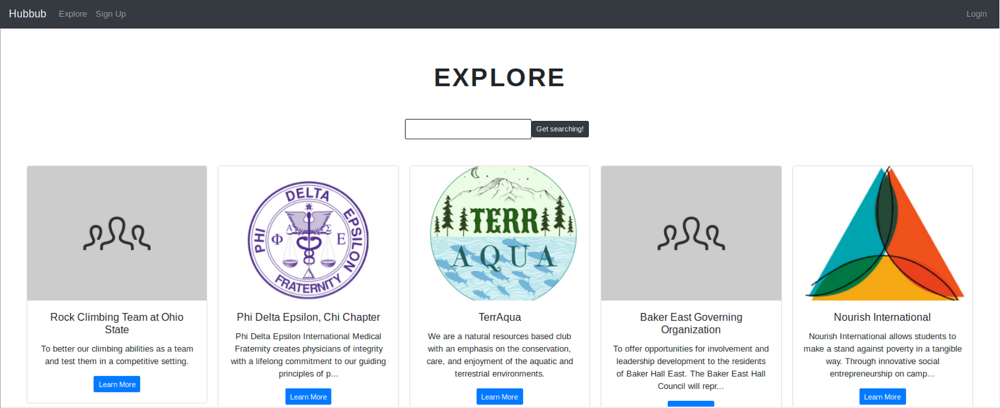 Hubbub Explore Sign Up Login
EXPLORE
Get searching!
DELTA
PHI
EPSILON
FRATERNITY
Α Σ
Φ Ε
TERR
AQUA
Rock Climbing Team at Ohio
State
To better our climbing abilities as a team
and test them in a competitive setting.
Learn More
Phi Delta Epsilon, Chi Chapter
Phi Delta Epsilon International Medical
Fraternity creates physicians of integrity
with a lifelong commitment to our guiding
principles of p...
Learn More
TerrAqua
We are a natural resources based club
with an emphasis on the conservation,
care, and enjoyment of the aquatic and
terrestrial environments.
Learn More
Baker East Governing
Organization
To offer opportunities for involvement and
leadership development to the residents
of Baker Hall East. The Baker East Hall
Council will repr...
Nourish International
Nourish International allows students to
make a stand against poverty in a tangible
way. Through innovative social
entrepreneurship on camp...
Learn More